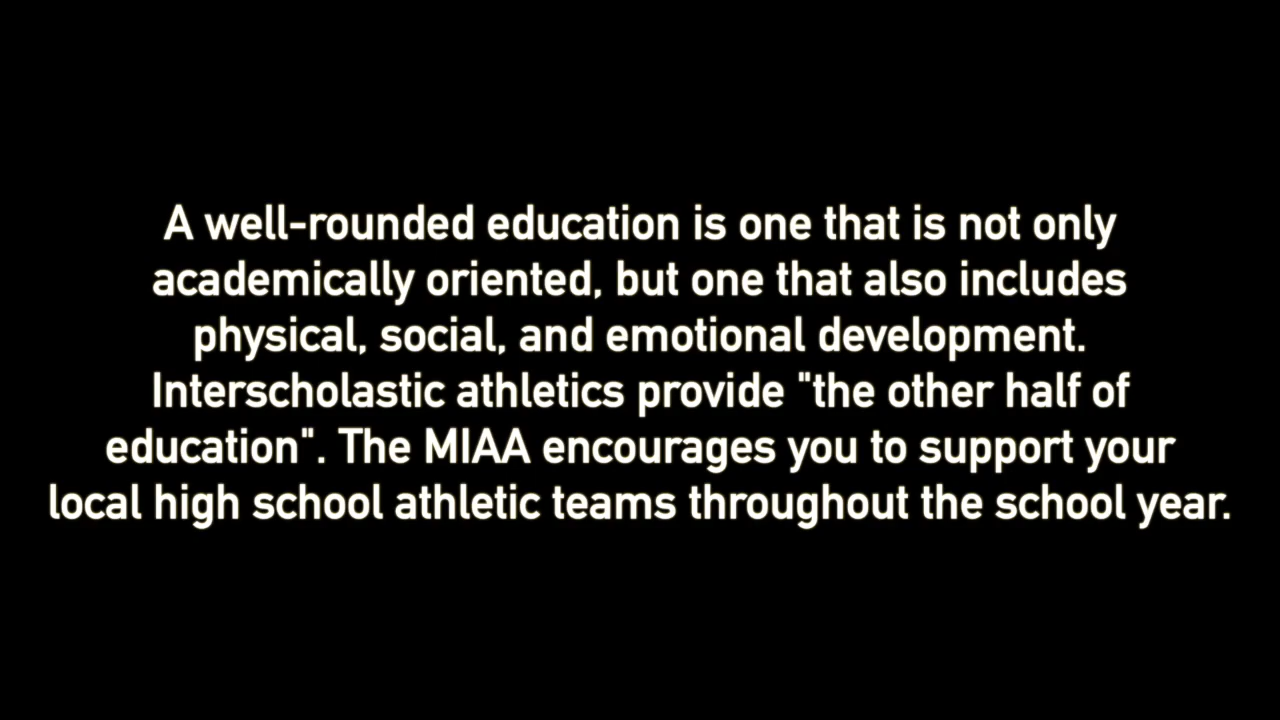 A well-rounded education is one that is not only
academically oriented, but one that also includes
physical, social, and emotional development.
Interscholastic athletics provide "the other half of
education". The MIAA encourages you to support your
local high school athletic teams throughout the school year.